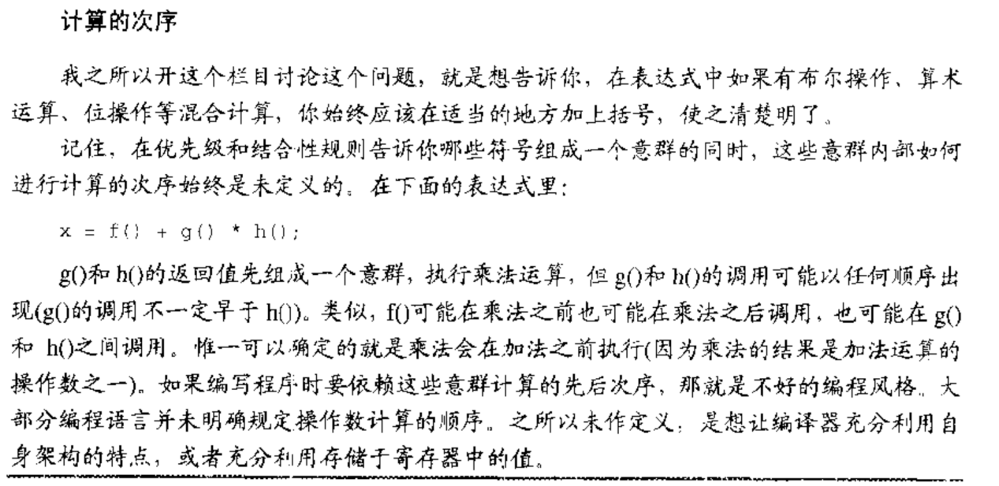 计算的次序
我之所以开这个栏目讨论这个问题，就是想告诉你，在表达式中如果有布尔操作、算术
运算、位操作等混合计算，你始终应该在适当的地方加上括号，使之清楚明了。
记住，在优先级和结合性规则告诉你哪些符号组成一个意群的同时，这些意群内部如何
进行计算的次序始终是未定义的。在下面的表达式里：
x = f() + g() * h();
g()和 h()的返回值先组成一个意群，执行乘法运算，但 g()和 h()的调用可能以任何顺序出
现(g()的调用不一定早于 h())。类似，f()可能在乘法之前也可能在乘法之后调用，也可能在 g()
和 h()之间调用。惟一可以确定的就是乘法会在加法之前执行(因为乘法的结果是加法运算的
操作数之一)。如果编写程序时要依赖这些意群计算的先后次序，那就是不好的编程风格。大
部分编程语言并未明确规定操作数计算的顺序。之所以未作定义，是想让编译器充分利用自
身架构的特点，或者充分利用存储于寄存器中的值。